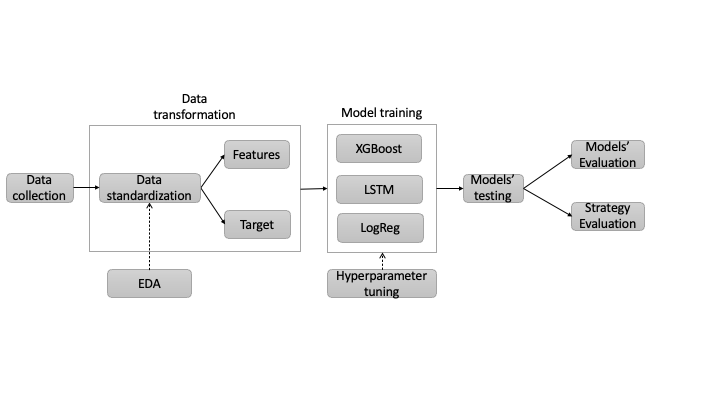 Data
collection
Data
transformation
Data
standardization
Features
Target
EDA
Model training
XGBoost
LSTM
LogReg
Hyperparameter
tuning
Models’
testing
Models’
Evaluation
Strategy
Evaluation